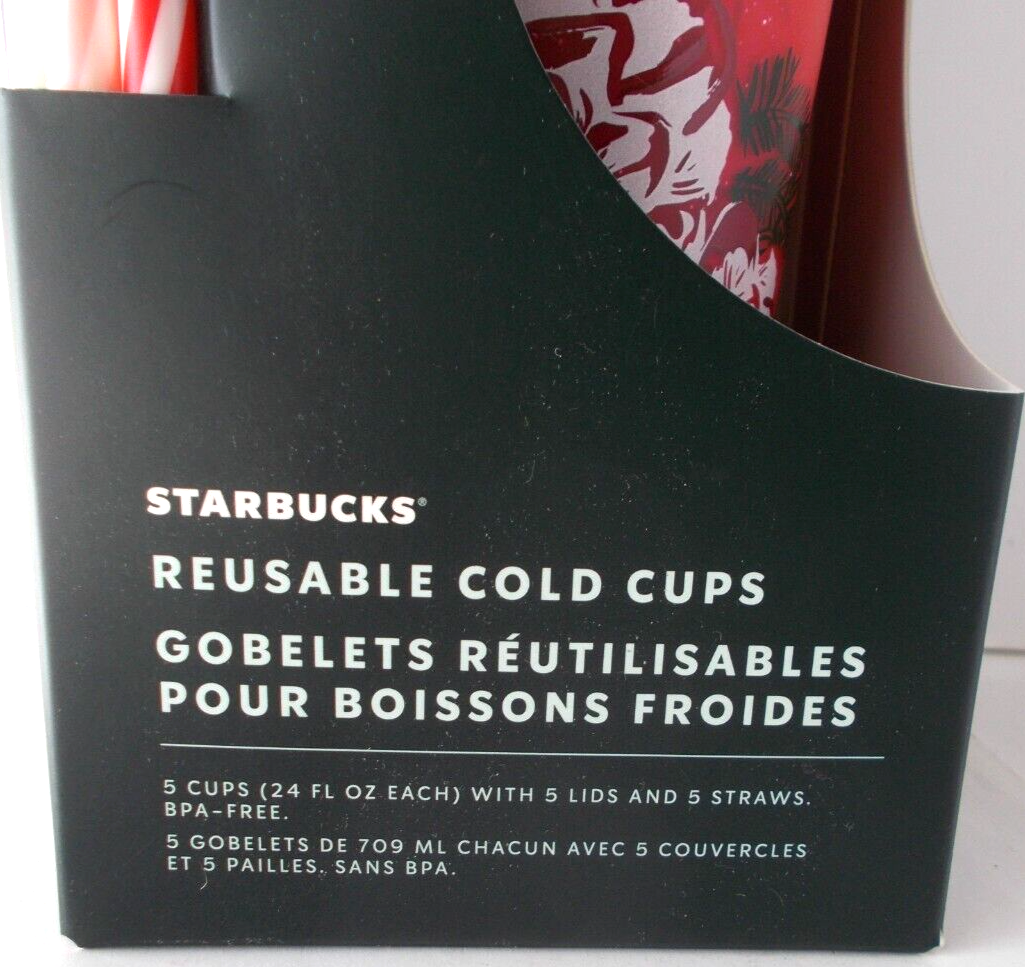 STARBUCKS®
REUSABLE COLD CUPS
GOBELETS RÉUTILISABLES
POUR BOISSONS FROIDES
5 CUPS (24 FL OZ EACH) WITH 5 LIDS AND 5 STRAWS.
BPA-FREE.
5 GOBELETS DE 709 ML CHACUN AVEC 5 COUVERCLES
ET 5 PAILLES. SANS BPA.